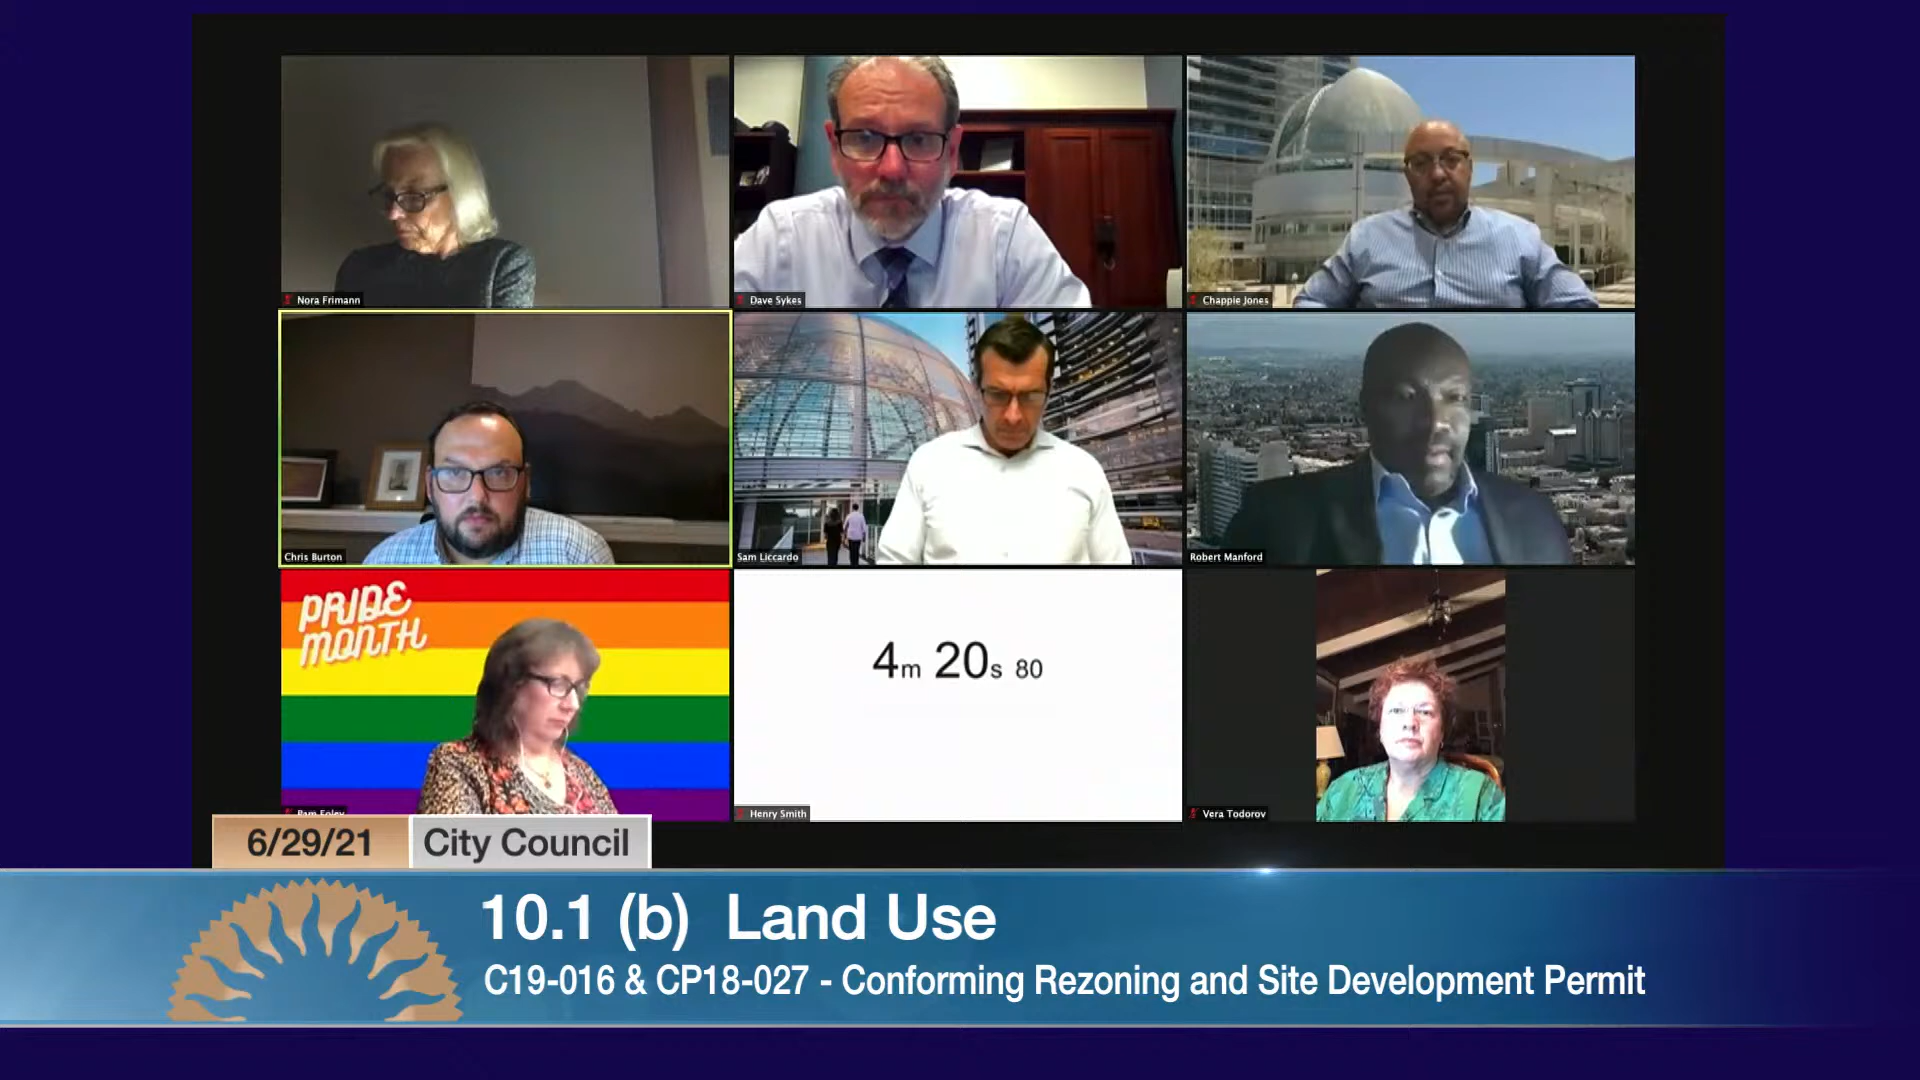 Nora Frimann
Dave Sykes
Chappie Jones
Chris Burton
Sam Liccardo
Robert Manford
PRIDE
MONTH
4m 20s 80
Pam Foley
Henry Smith
Vera Todorov
6/29/21
City Council
10.1 (b) Land Use
C19-016 & CP18-027 - Conforming Rezoning and Site Development Permit